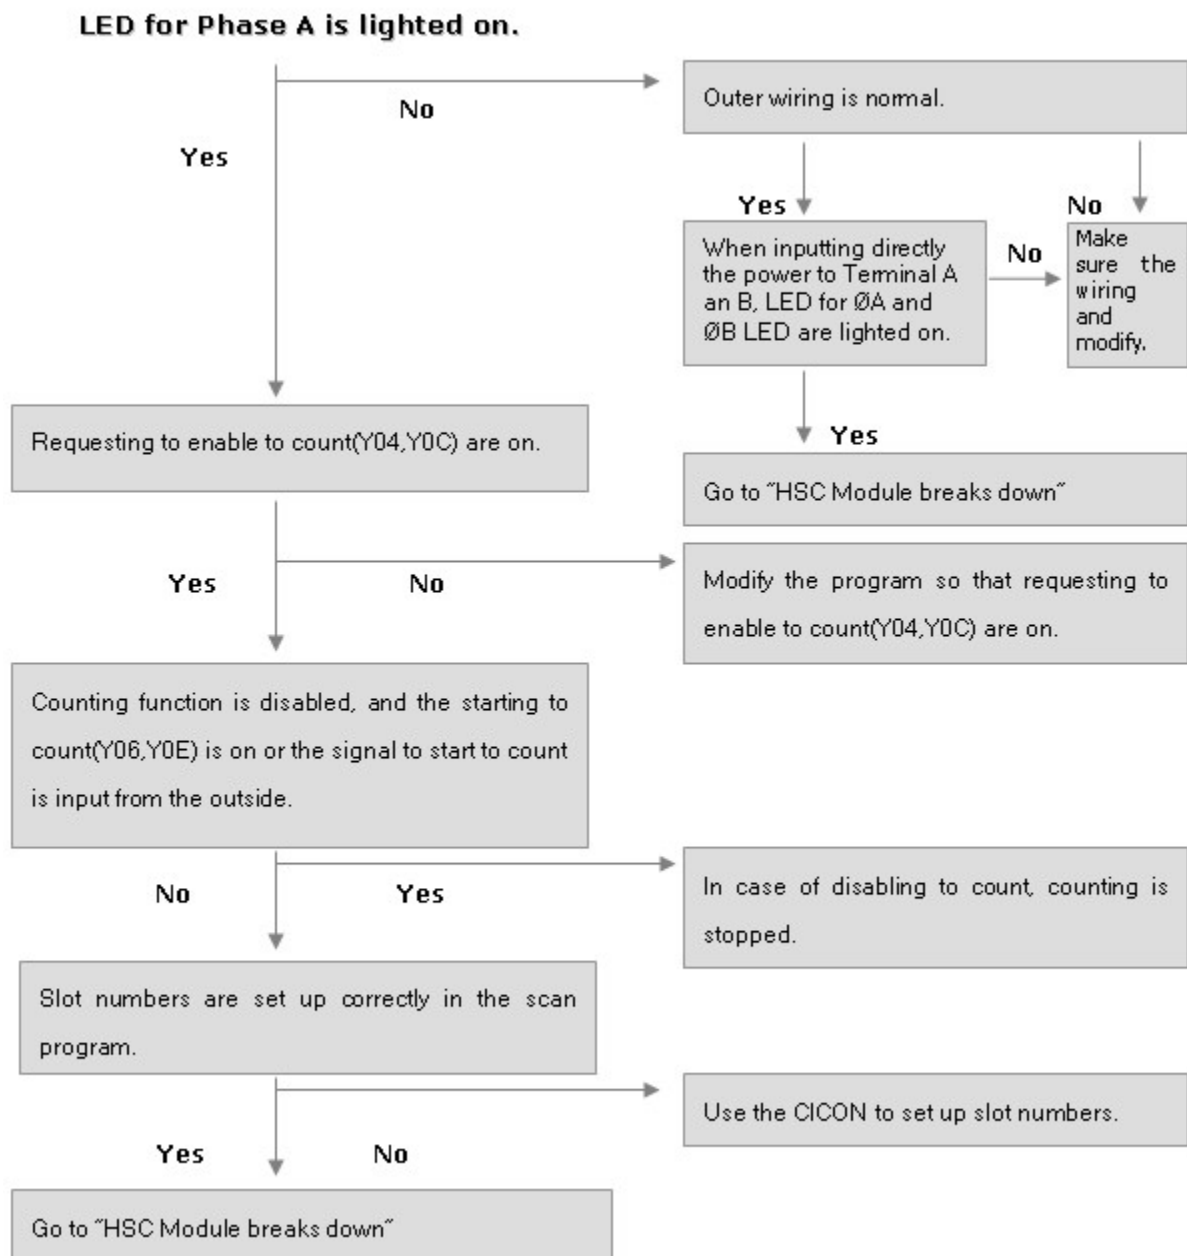 LED for Phase A is lighted on.
No
Outer wiring is normal.
Yes
Yes
No
When inputting directly
the power to Terminal A
an B, LED for ØA and
ØB LED are lighted on.
No
Make
sure the
wiring
and
modify.
Requesting to enable to count(Y04,Y0C) are on.
Yes
Go to "HSC Module breaks down"
Yes
No
Modify the program so that requesting to
enable to count(Y04,Y0C) are on.
Counting function is disabled, and the starting to
count(Y06,Y0E) is on or the signal to start to count
is input from the outside.
No
Yes
In case of disabling to count, counting is
stopped.
Slot numbers are set up correctly in the scan
program.
Use the CICON to set up slot numbers.
Yes
No
Go to "HSC Module breaks down"